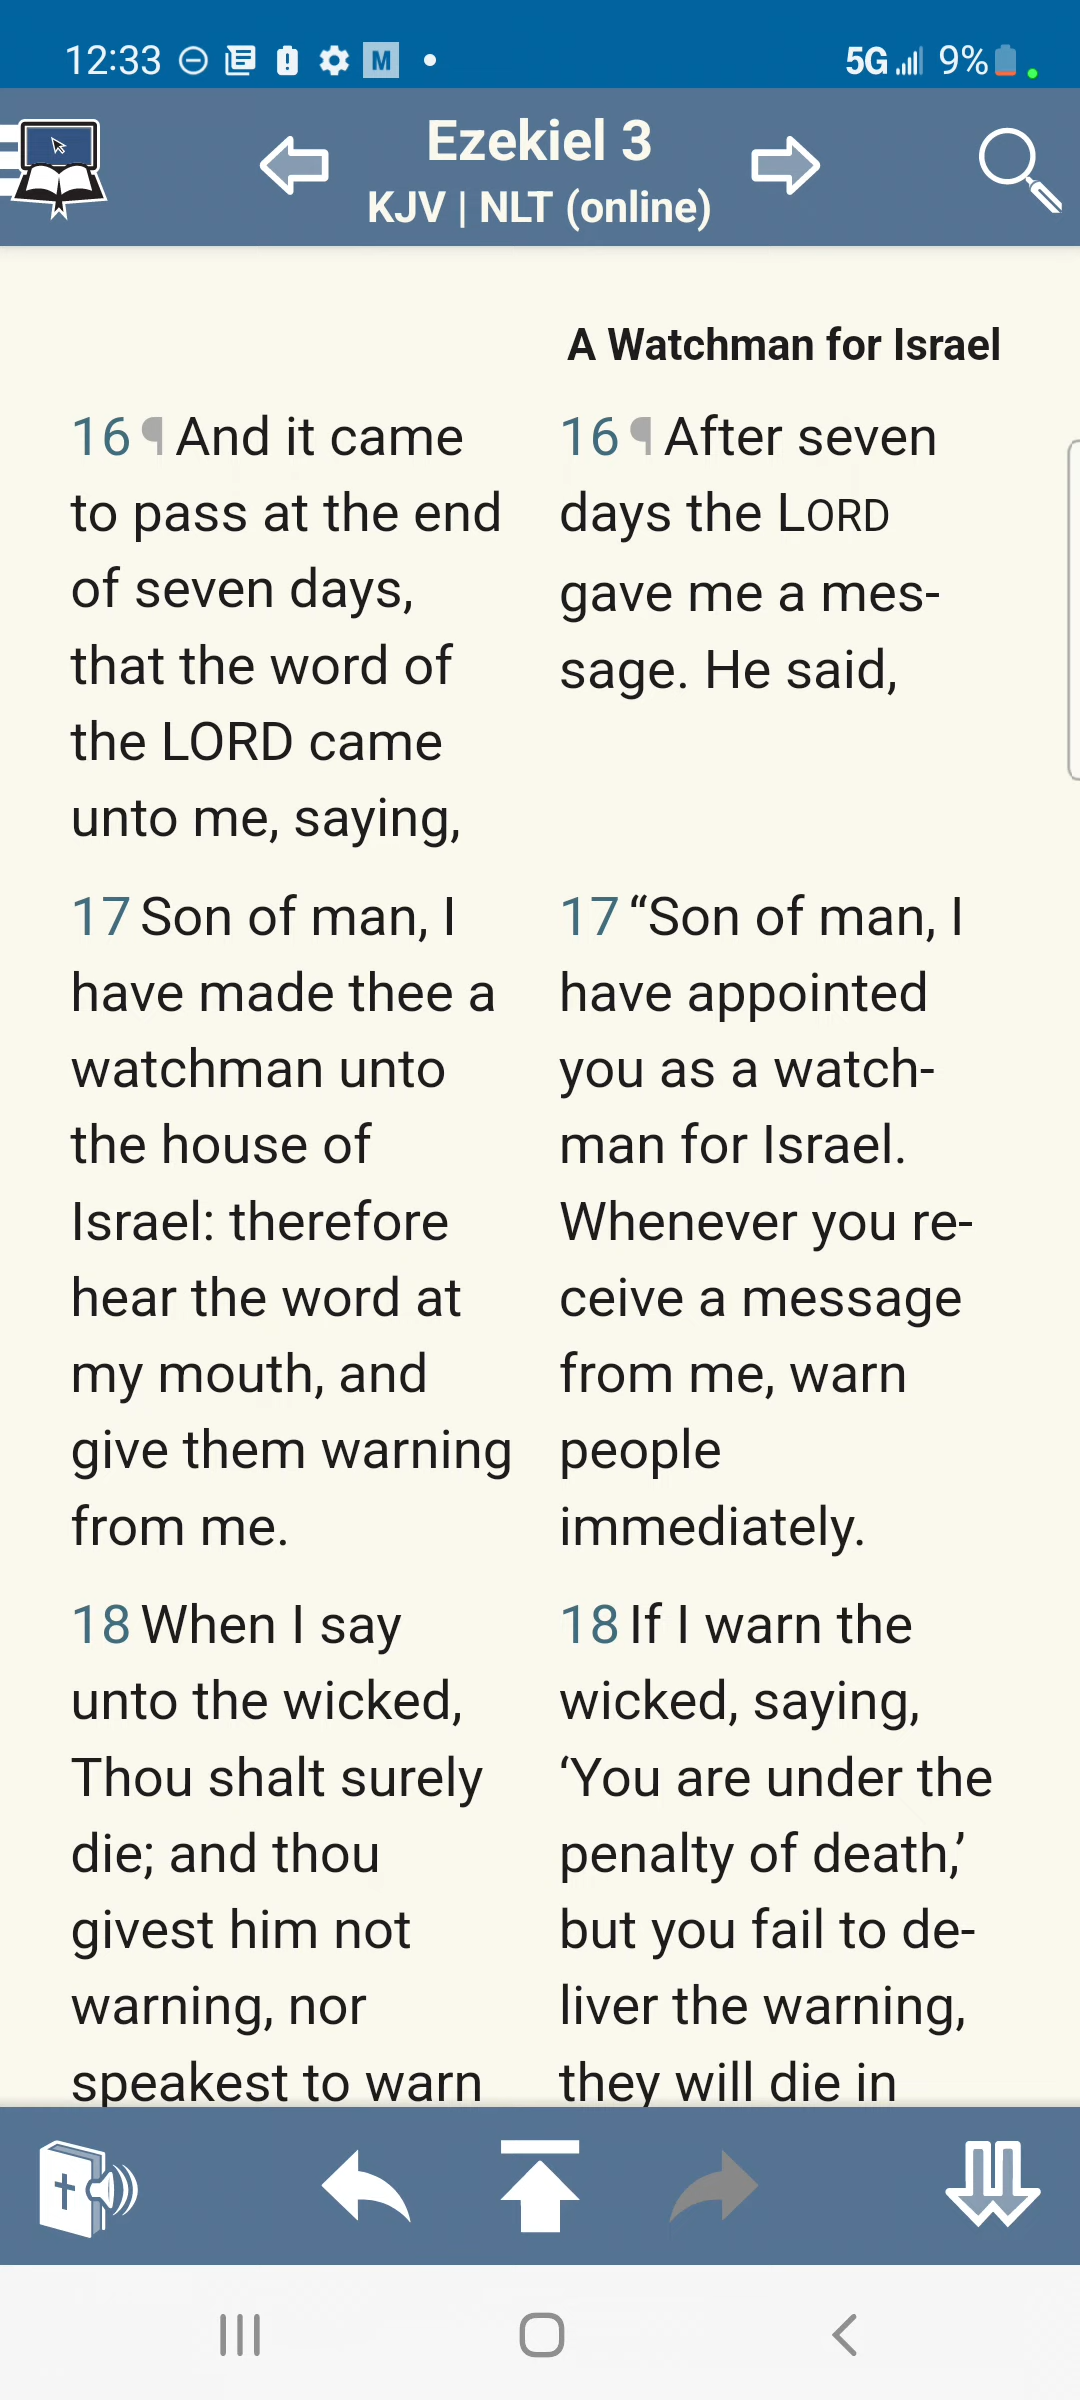 12:33
M
5G
9%
Ezekiel 3
KJV | NLT (online)
A Watchman for Israel
16 ¶ And it came
to pass at the end
of seven days,
that the word of
the LORD came
unto me, saying,
16 ¶ After seven
days the LORD
gave me a mes-
sage. He said,
17 Son of man, I
have made thee a
watchman unto
the house of
Israel: therefore
hear the word at
my mouth, and
give them warning
from me.
17 “Son of man, I
have appointed
you as a watch-
man for Israel.
Whenever you re-
ceive a message
from me, warn
people
immediately.
18 When I say
unto the wicked,
Thou shalt surely
die; and thou
givest him not
warning, nor
speakest to warn
18 If I warn the
wicked, saying,
‘You are under the
penalty of death,’
but you fail to de-
liver the warning,
they will die in